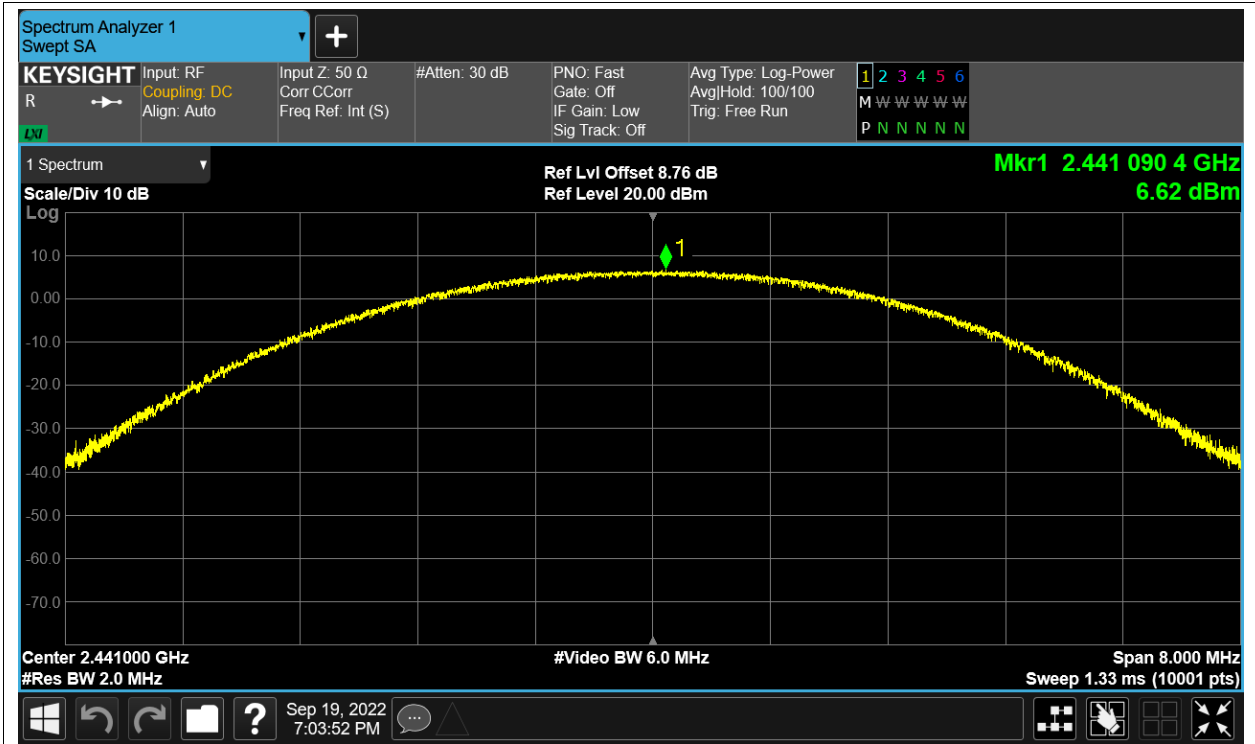 Spectrum Analyzer 1
Swept SA
KEYSIGHT
R
LXI
Input: RF
Coupling: DC
Align: Auto
Input Z: 50 Ω
Corr CCorr
Freq Ref: Int (S)
#Atten: 30 dB
PNO: Fast
Gate: Off
IF Gain: Low
Sig Track: Off
Avg Type: Log-Power
Avg|Hold: 100/100
Trig: Free Run
1 2 3 4 5 6
M W W W W W
P N N N N N
1 Spectrum
Scale/Div 10 dB
Log
Ref Lvl Offset 8.76 dB
Ref Level 20.00 dBm
Mkr1 2.441 090 4 GHz
6.62 dBm
1
10.0
0.00
-10.0
-20.0
-30.0
-40.0
-50.0
-60.0
-70.0
Center 2.441000 GHz
#Res BW 2.0 MHz
#Video BW 6.0 MHz
Span 8.000 MHz
Sweep 1.33 ms (10001 pts)
?
Sep 19, 2022
7:03:52 PM